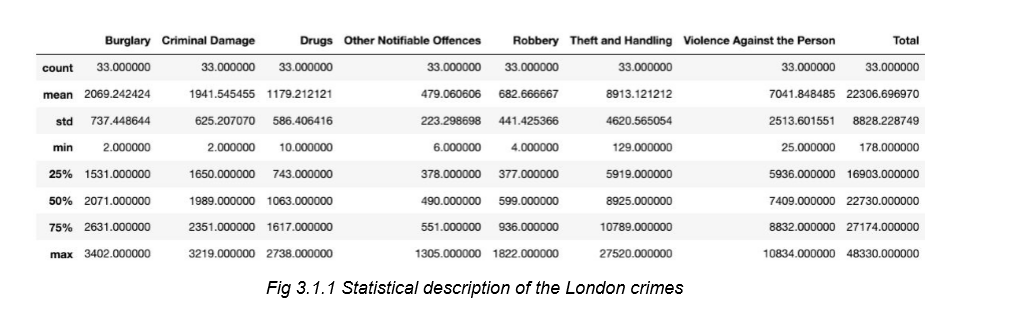 Burglary Criminal Damage Drugs Other Notifiable Offences Robbery Theft and Handling Violence Against the Person Total
count 33.000000 33.000000 33.000000 33.000000 33.000000 33.000000 33.000000 33.000000
mean 2069.242424 1941.545455 1179.212121 479.060606 682.666667 8913.121212 7041.848485 22306.696970
std 737.448644 625.207070 586.406416 223.298698 441.425366 4620.565054 2513.601551 8828.228749
min 2.000000 2.000000 10.000000 6.000000 4.000000 129.000000 25.000000 178.000000
25% 1531.000000 1650.000000 743.000000 378.000000 377.000000 5919.000000 5936.000000 16903.000000
50% 2071.000000 1989.000000 1063.000000 490.000000 599.000000 8925.000000 7409.000000 22730.000000
75% 2631.000000 2351.000000 1617.000000 551.000000 936.000000 10789.000000 8832.000000 27174.000000
max 3402.000000 3219.000000 2738.000000 1305.000000 1822.000000 27520.000000 10834.000000 48330.000000
Fig 3.1.1 Statistical description of the London crimes